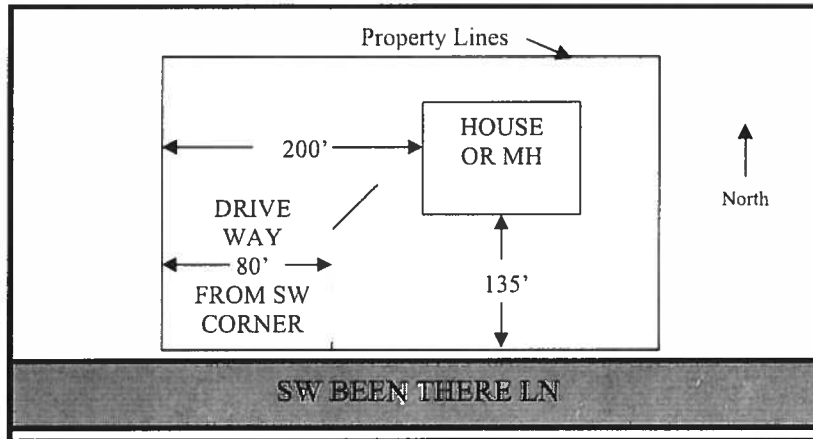 Property Lines
HOUSE
OR MH
200'
North
DRIVE
WAY
80'
FROM SW
CORNER
135'
SW BEEN THERE LN